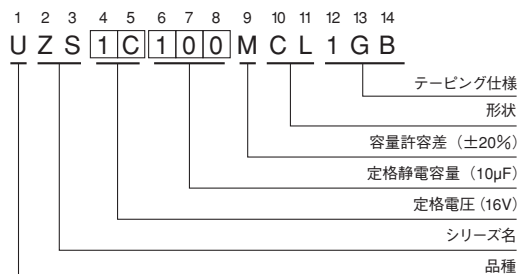 1 2 3 4 5 6 7 8 9 10 11 12 13 14
U Z S 1 C 1 0 0 M C L 1 G B
テーピング仕様
形状
容量許容差（±20%）
定格静電容量（10µF）
定格電圧（16V）
シリーズ名
品種